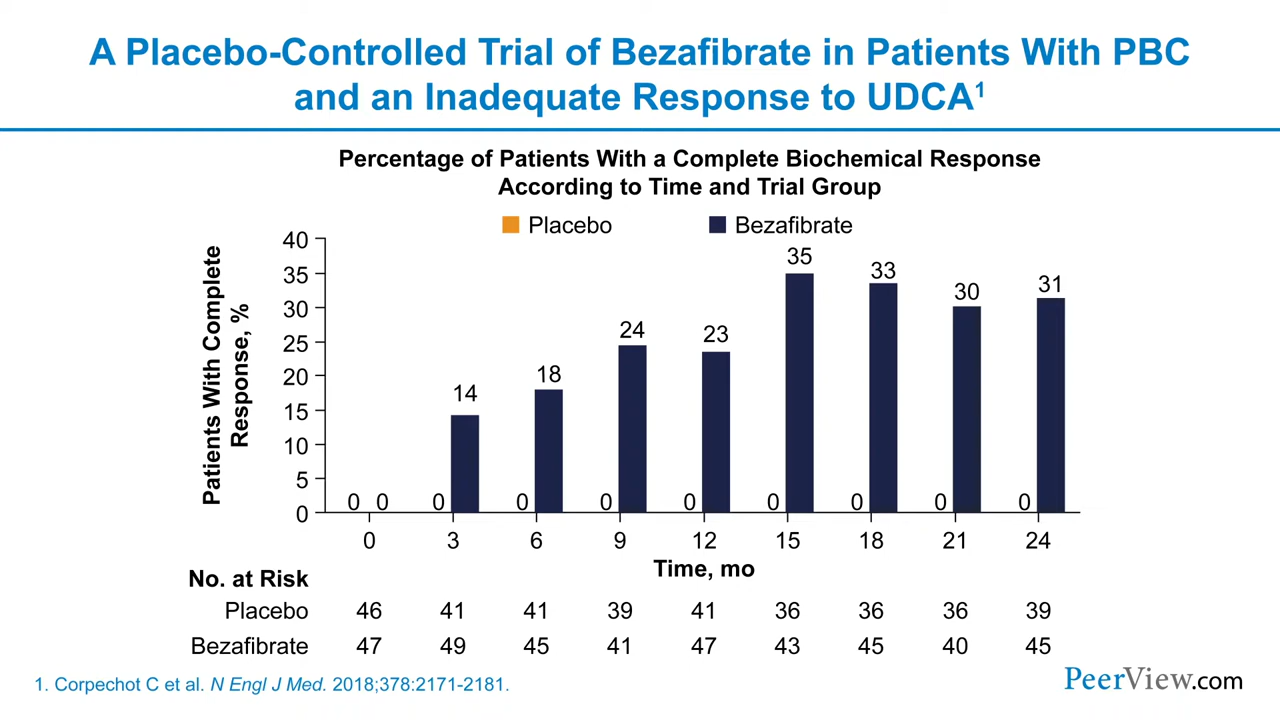 A Placebo-Controlled Trial of Bezafibrate in Patients With PBC
and an Inadequate Response to UDCA1
Percentage of Patients With a Complete Biochemical Response
According to Time and Trial Group
Placebo Bezafibrate
Patients With Complete
Response, %
40
35
30
25
20
15
10
5
0
0 0 0 14 0 18 0 24 0 23 0 35 0 33 0 30 0 31
0 3 6 9 12 15 18 21 24
Time, mo
No. at Risk
Placebo 46 41 41 39 41 36 36 36 39
Bezafibrate 47 49 45 41 47 43 45 40 45
1. Corpechot C et al. N Engl J Med. 2018;378:2171-2181.
PeerView.com